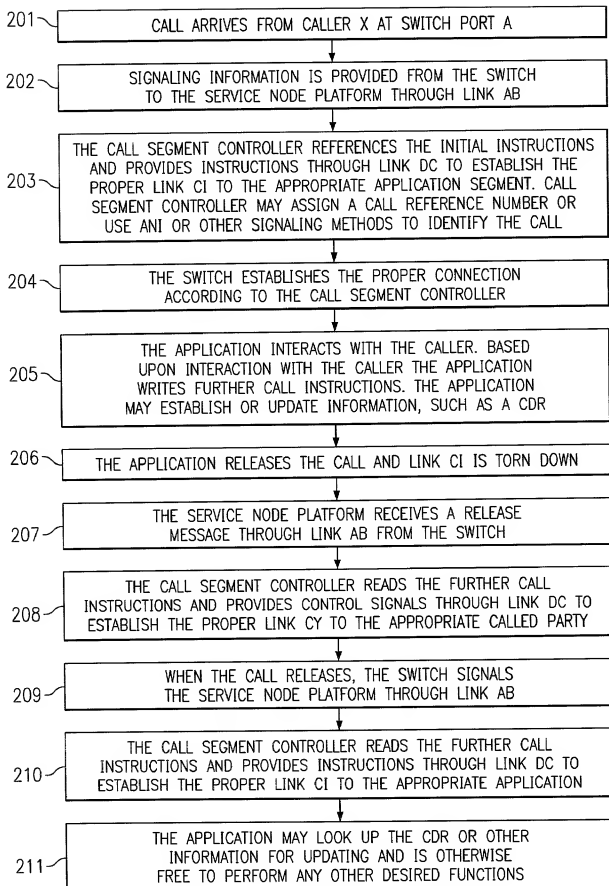 201
CALL ARRIVES FROM CALLER X AT SWITCH PORT A
202
SIGNALING INFORMATION IS PROVIDED FROM THE SWITCH
TO THE SERVICE NODE PLATFORM THROUGH LINK AB
203
THE CALL SEGMENT CONTROLLER REFERENCES THE INITIAL INSTRUCTIONS
AND PROVIDES INSTRUCTIONS THROUGH LINK DC TO ESTABLISH THE
PROPER LINK CI TO THE APPROPRIATE APPLICATION SEGMENT. CALL
SEGMENT CONTROLLER MAY ASSIGN A CALL REFERENCE NUMBER OR
USE ANI OR OTHER SIGNALING METHODS TO IDENTIFY THE CALL
204
THE SWITCH ESTABLISHES THE PROPER CONNECTION
ACCORDING TO THE CALL SEGMENT CONTROLLER
205
THE APPLICATION INTERACTS WITH THE CALLER. BASED
UPON INTERACTION WITH THE CALLER THE APPLICATION
WRITES FURTHER CALL INSTRUCTIONS. THE APPLICATION
MAY ESTABLISH OR UPDATE INFORMATION, SUCH AS A CDR
206
THE APPLICATION RELEASES THE CALL AND LINK CI IS TORN DOWN
207
THE SERVICE NODE PLATFORM RECEIVES A RELEASE
MESSAGE THROUGH LINK AB FROM THE SWITCH
208
THE CALL SEGMENT CONTROLLER READS THE FURTHER CALL
INSTRUCTIONS AND PROVIDES CONTROL SIGNALS THROUGH LINK DC TO
ESTABLISH THE PROPER LINK CY TO THE APPROPRIATE CALLED PARTY
209
WHEN THE CALL RELEASES, THE SWITCH SIGNALS
THE SERVICE NODE PLATFORM THROUGH LINK AB
210
THE CALL SEGMENT CONTROLLER READS THE FURTHER CALL
INSTRUCTIONS AND PROVIDES INSTRUCTIONS THROUGH LINK DC TO
ESTABLISH THE PROPER LINK CI TO THE APPROPRIATE APPLICATION
211
THE APPLICATION MAY LOOK UP THE CDR OR OTHER
INFORMATION FOR UPDATING AND IS OTHERWISE
FREE TO PERFORM ANY OTHER DESIRED FUNCTIONS